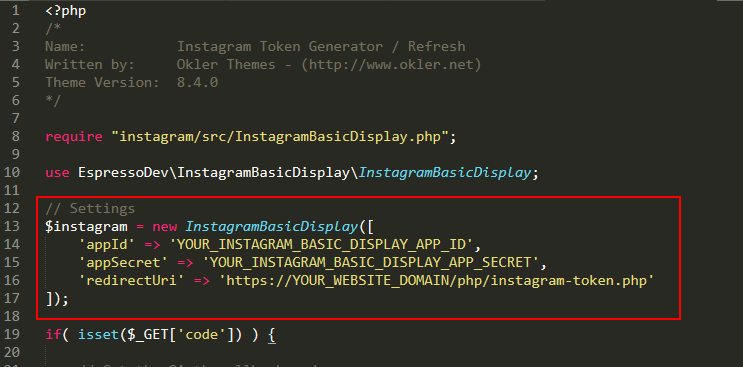 1 <?php
2 /*
3 Name:           Instagram Token Generator / Refresh
4 Written by:     Okler Themes - (http://www.okler.net)
5 Theme Version:  8.4.0
6 */
7
8 require "instagram/src/InstagramBasicDisplay.php";
9
10 use EspressoDev\InstagramBasicDisplay\InstagramBasicDisplay;
11
12 // Settings
13 $instagram = new InstagramBasicDisplay([
14     'appId' => 'YOUR_INSTAGRAM_BASIC_DISPLAY_APP_ID',
15     'appSecret' => 'YOUR_INSTAGRAM_BASIC_DISPLAY_APP_SECRET',
16     'redirectUri' => 'https://YOUR_WEBSITE_DOMAIN/php/instagram-token.php'
17 ]);
18
19 if( isset($_GET['code']) ) {
20